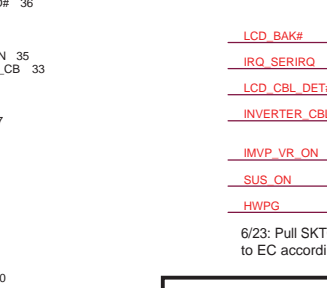 # 36
LCD_BAK#
N 35
_CB 33
IRQ_SERIRQ
LCD_CBL_DET#
INVERTER_CBL
7
IMVP_VR_ON
SUS_ON
HWPG
6/23: Pull SKT
to EC accordi
0